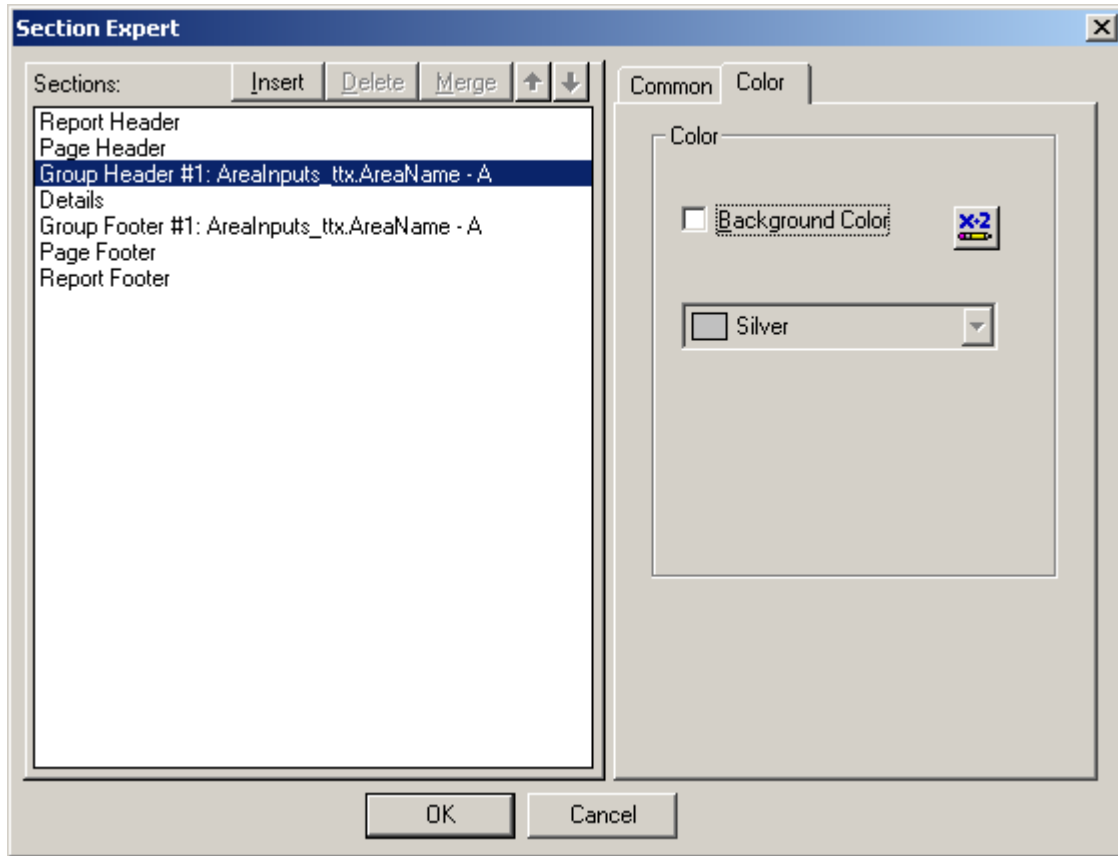 Section Expert
Sections: Insert Delete Merge
Common Color
Report Header
Page Header
Group Header #1: AreaInputs_ttx.AreaName - A
Details
Group Footer #1: AreaInputs_ttx.AreaName - A
Page Footer
Report Footer
Color
Background Color
X+2
Silver
OK Cancel